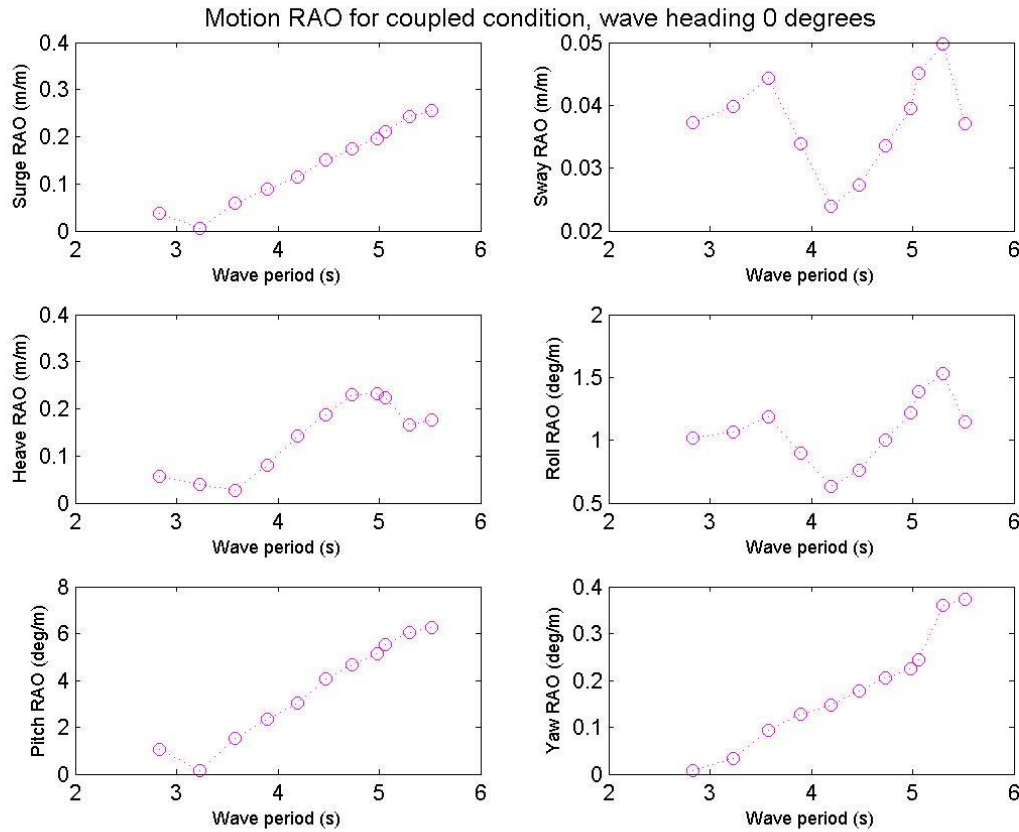 Motion RAO for coupled condition, wave heading 0 degrees
0.4
0.3
0.2
0.1
0
Surge RAO (m/m)
2 3 4 5 6
Wave period (s)
0.05
0.04
0.03
0.02
Sway RAO (m/m)
2 3 4 5 6
Wave period (s)
0.4
0.3
0.2
0.1
0
Heave RAO (m/m)
2 3 4 5 6
Wave period (s)
2
1.5
1
0.5
Roll RAO (deg/m)
2 3 4 5 6
Wave period (s)
8
6
4
2
0
Pitch RAO (deg/m)
2 3 4 5 6
Wave period (s)
0.4
0.3
0.2
0.1
0
Yaw RAO (deg/m)
2 3 4 5 6
Wave period (s)